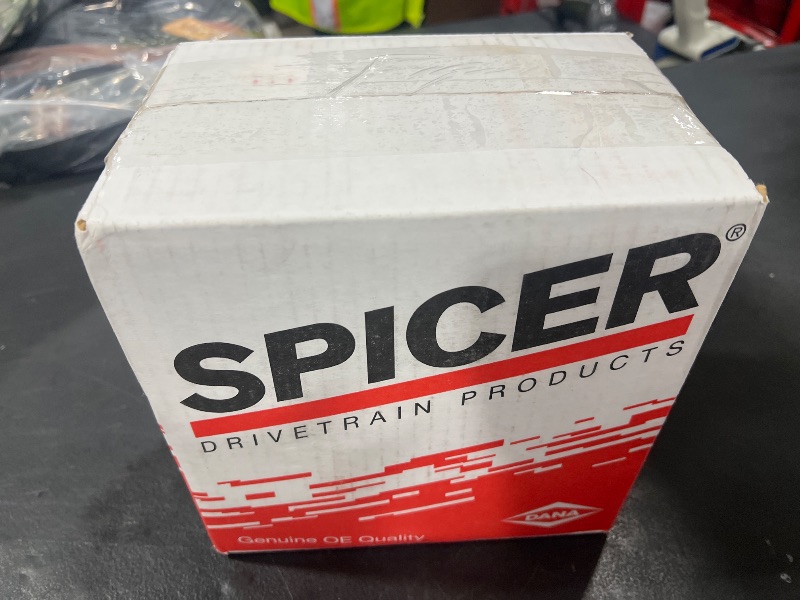 SPICER®
DRIVETRAIN PRODUCTS
DANA
Genuine OE Quality